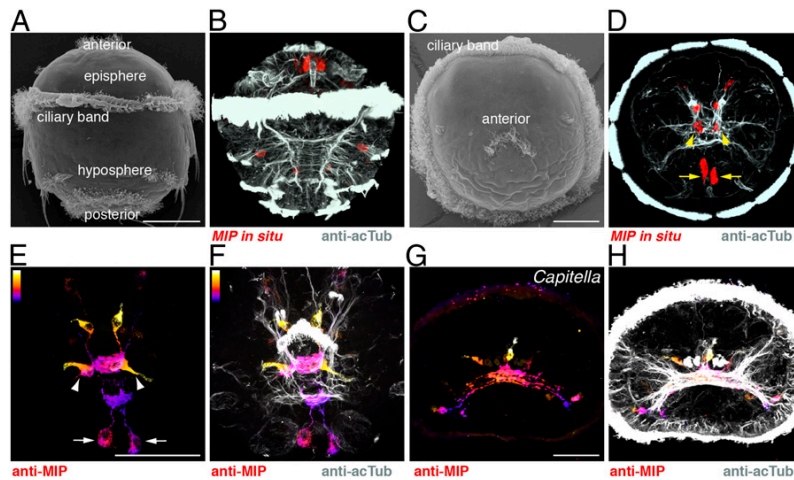 A
anterior
episphere
ciliary band
hyposphere
posterior
B
MIP in situ anti-acTub
C
ciliary band
anterior
D
MIP in situ anti-acTub
E
anti-MIP
F
anti-MIP anti-acTub
G
Capitella
anti-MIP
H
anti-MIP anti-acTub